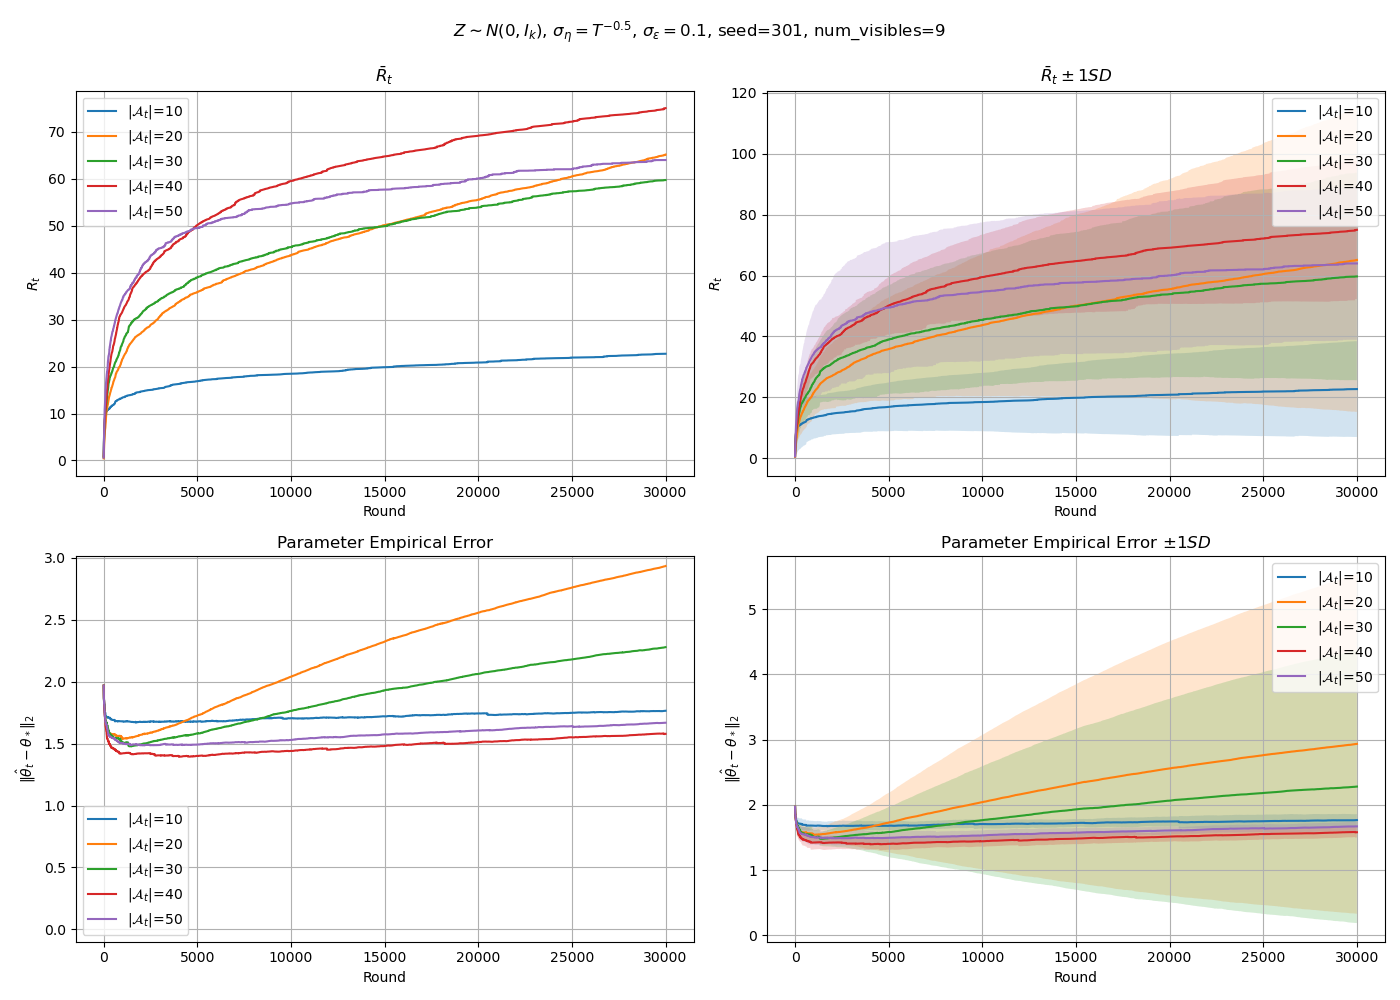 Z ∼ N(0, I_k), σ_η = T^{−0.5}, σ_ε = 0.1, seed=301, num_visibles=9
R̄_t
R_t
70
60
50
40
30
20
10
0
|𝒜_t|=10
|𝒜_t|=20
|𝒜_t|=30
|𝒜_t|=40
|𝒜_t|=50
0 5000 10000 15000 20000 25000 30000
Round
R̄_t ± 1SD
R_t
120
100
80
60
40
20
0
|𝒜_t|=10
|𝒜_t|=20
|𝒜_t|=30
|𝒜_t|=40
|𝒜_t|=50
0 5000 10000 15000 20000 25000 30000
Round
Parameter Empirical Error
‖θ̂_t − θ_*‖_2
3.0
2.5
2.0
1.5
1.0
0.5
0.0
|𝒜_t|=10
|𝒜_t|=20
|𝒜_t|=30
|𝒜_t|=40
|𝒜_t|=50
0 5000 10000 15000 20000 25000 30000
Round
Parameter Empirical Error ±1SD
‖θ̂_t − θ_*‖_2
5
4
3
2
1
0
|𝒜_t|=10
|𝒜_t|=20
|𝒜_t|=30
|𝒜_t|=40
|𝒜_t|=50
0 5000 10000 15000 20000 25000 30000
Round